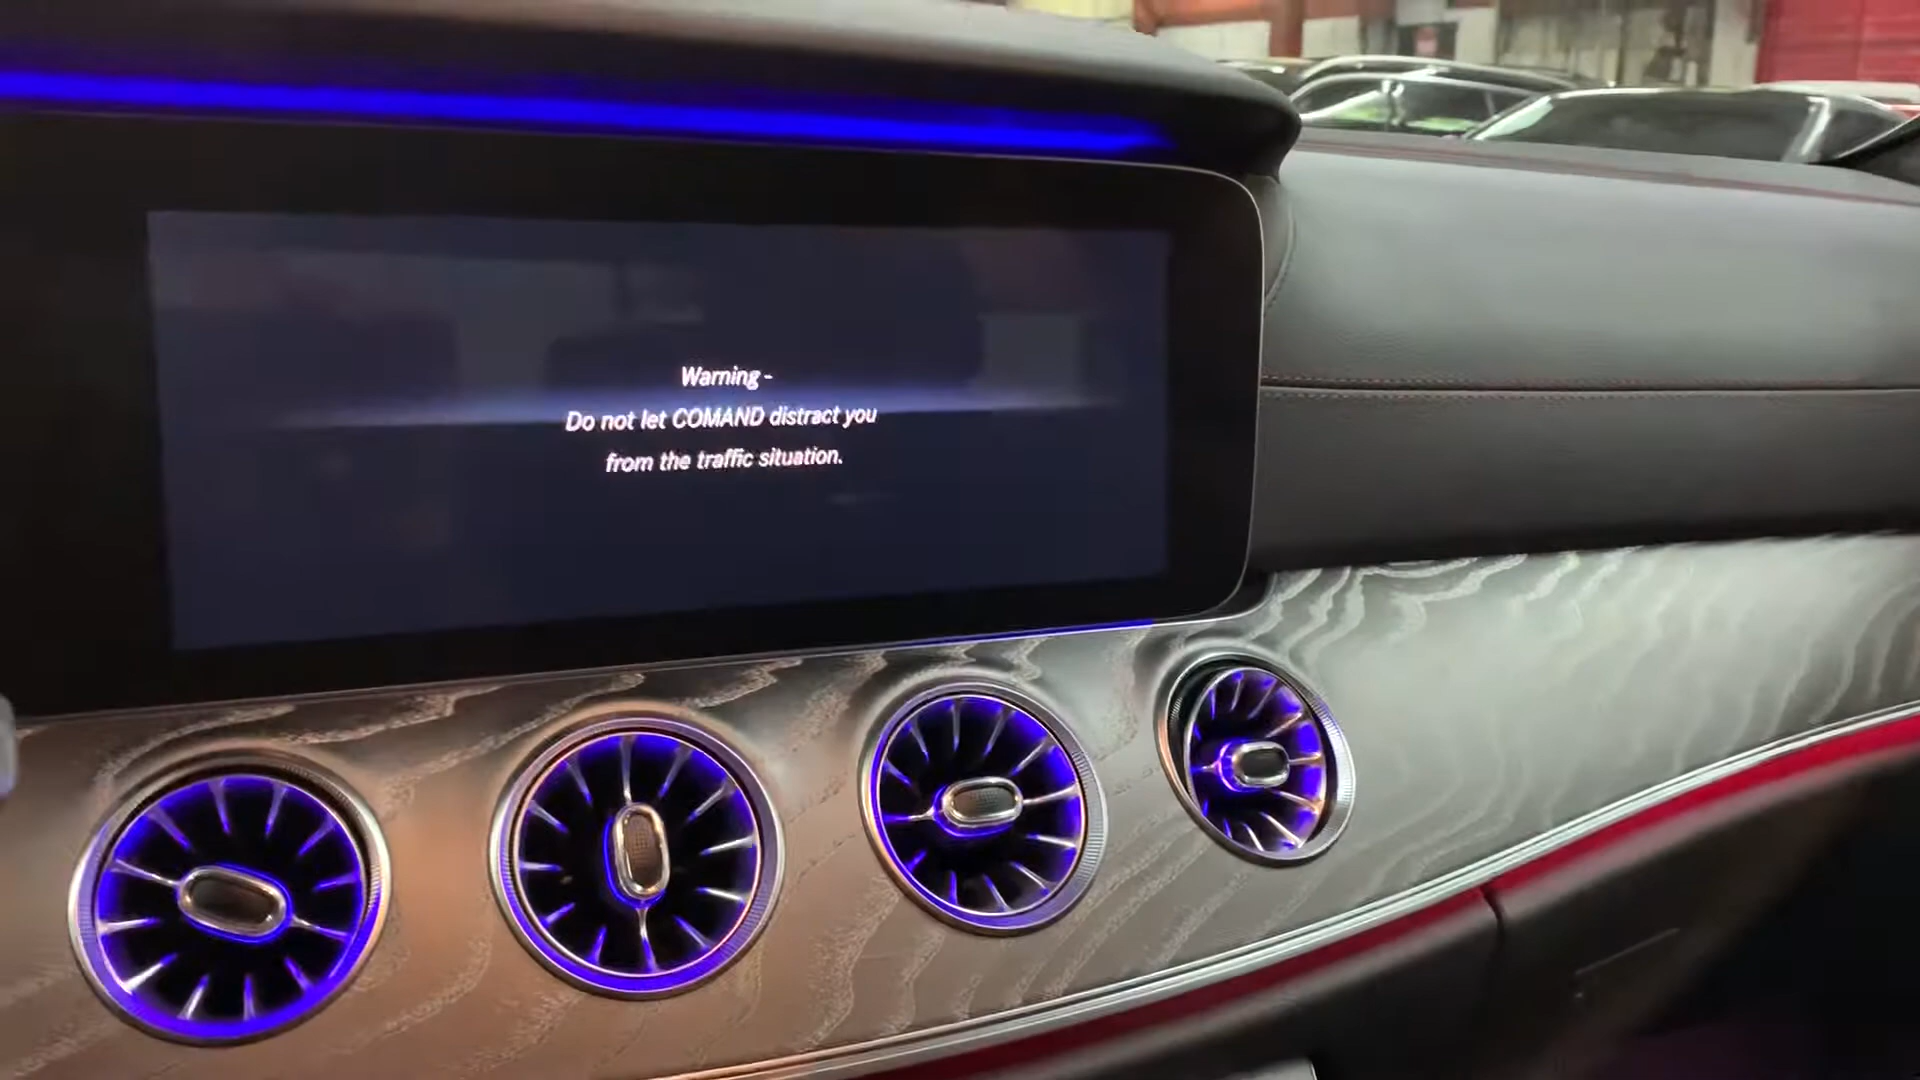 Warning -
Do not let COMAND distract you
from the traffic situation.